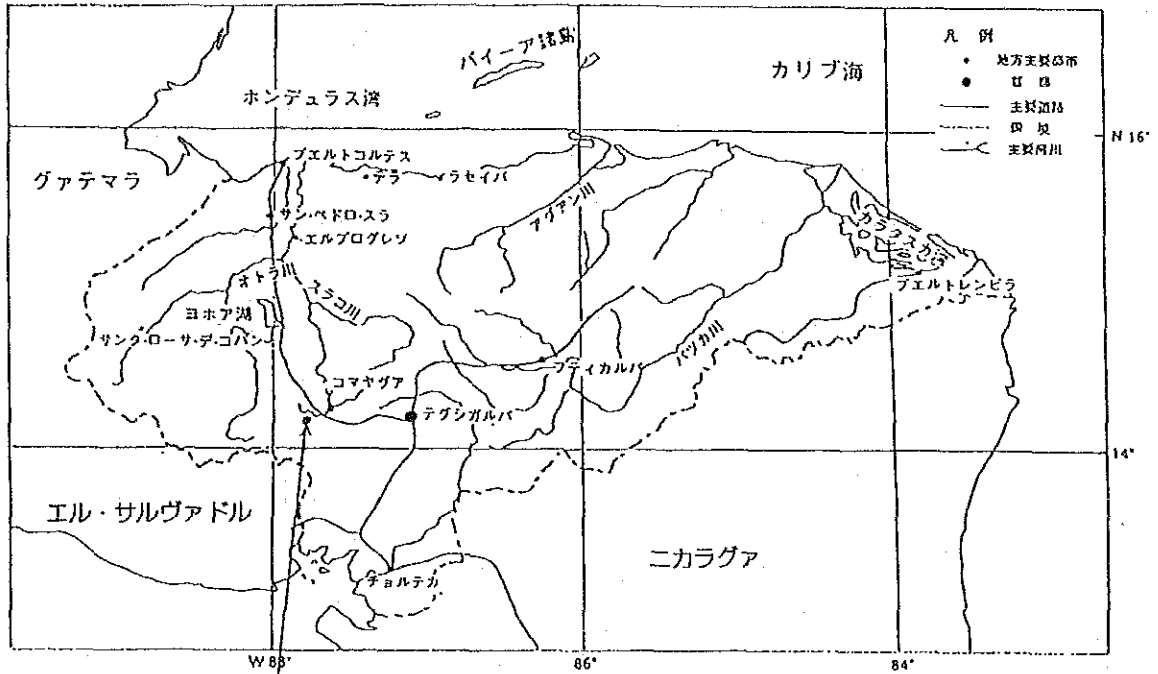 バイーア諸島
カリブ海
ホンデュラス湾
凡例
地方主要都市
首都
主要道路
国境
主要河川
N 16°
グァテマラ
プエルトコルテス
テラ
ラセイバ
アグアン川
サン・ペドロ・スラ
エルプログレソ
カラタスカ湖
オトラ川
スラコ川
ヨホア湖
プエルトレンピラ
サンタ・ローサ・デ・コパン
パツカ川
コマヤグァ
フティカルパ
テグシガルパ
14°
エル・サルヴァドル
ニカラグァ
チョルテカ
W 88°
86°
84°